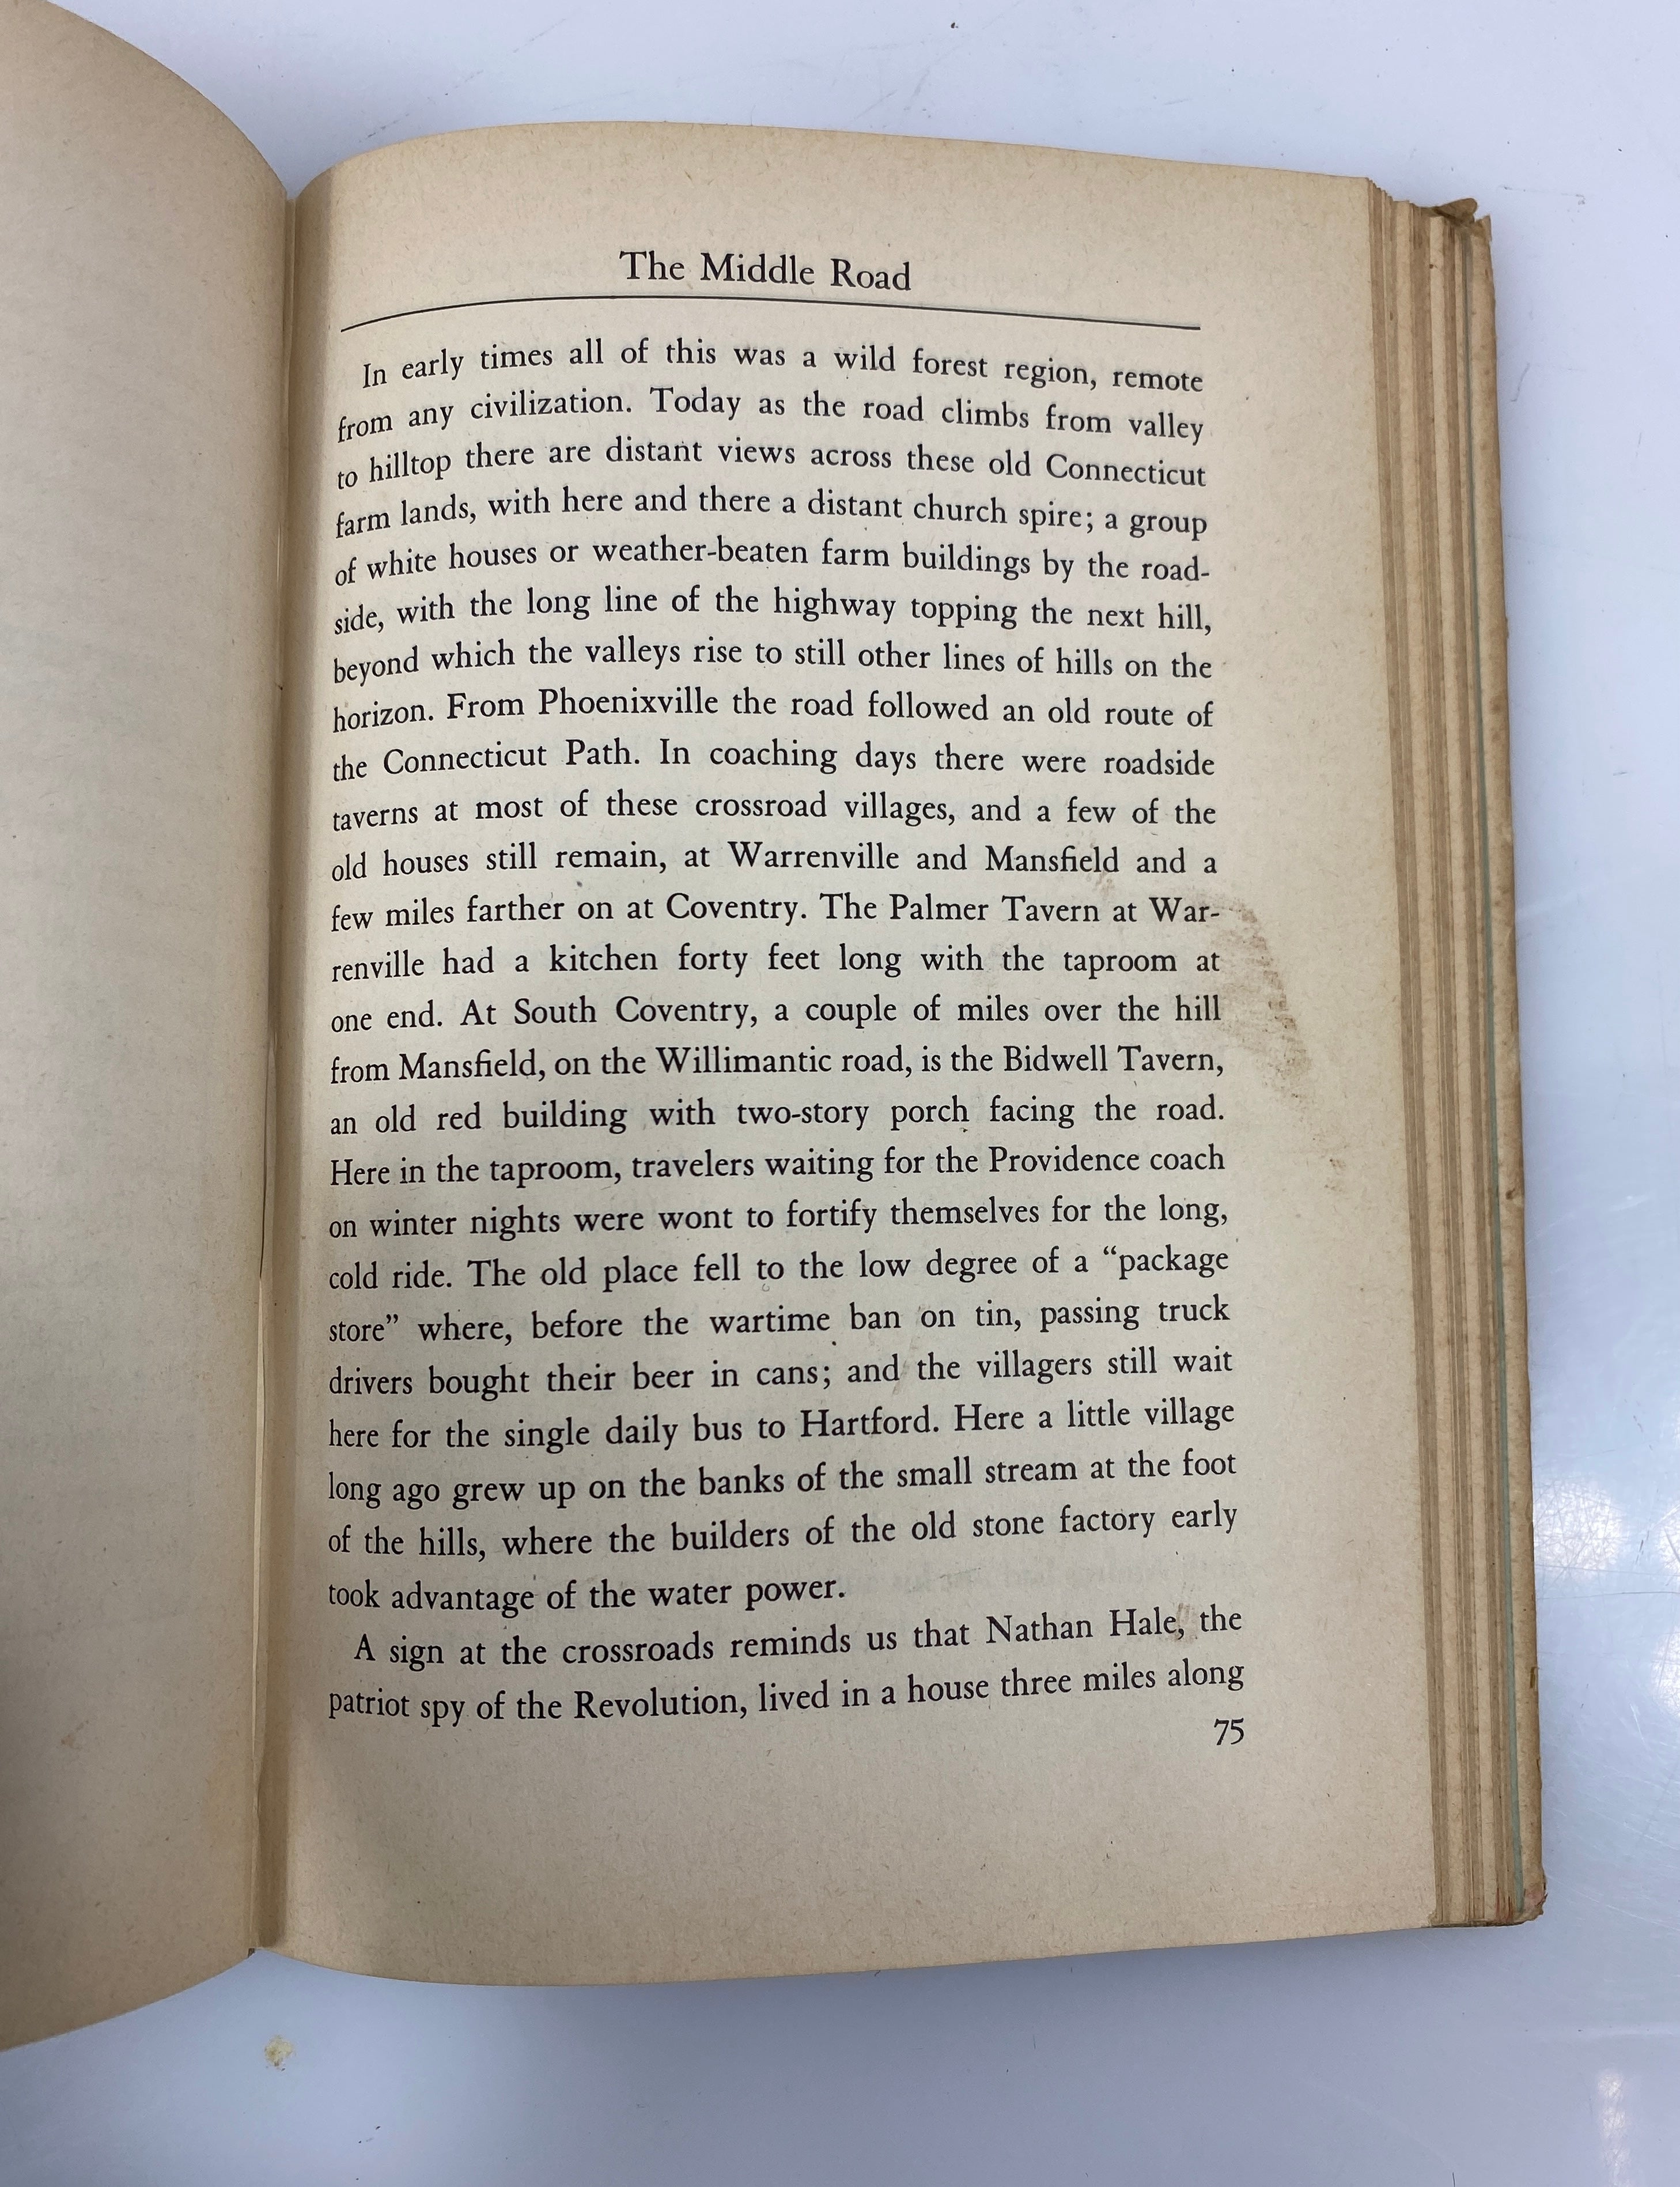 The Middle Road
In early times all of this was a wild forest region, remote
from any civilization. Today as the road climbs from valley
to hilltop there are distant views across these old Connecticut
farm lands, with here and there a distant church spire; a group
of white houses or weather-beaten farm buildings by the road-
side, with the long line of the highway topping the next hill,
beyond which the valleys rise to still other lines of hills on the
horizon. From Phoenixville the road followed an old route of
the Connecticut Path. In coaching days there were roadside
taverns at most of these crossroad villages, and a few of the
old houses still remain, at Warrenville and Mansfield and a
few miles farther on at Coventry. The Palmer Tavern at War-
renville had a kitchen forty feet long with the taproom at
one end. At South Coventry, a couple of miles over the hill
from Mansfield, on the Willimantic road, is the Bidwell Tavern,
an old red building with two-story porch facing the road.
Here in the taproom, travelers waiting for the Providence coach
on winter nights were wont to fortify themselves for the long,
cold ride. The old place fell to the low degree of a “package
store” where, before the wartime ban on tin, passing truck
drivers bought their beer in cans; and the villagers still wait
here for the single daily bus to Hartford. Here a little village
long ago grew up on the banks of the small stream at the foot
of the hills, where the builders of the old stone factory early
took advantage of the water power.
A sign at the crossroads reminds us that Nathan Hale, the
patriot spy of the Revolution, lived in a house three miles along
75